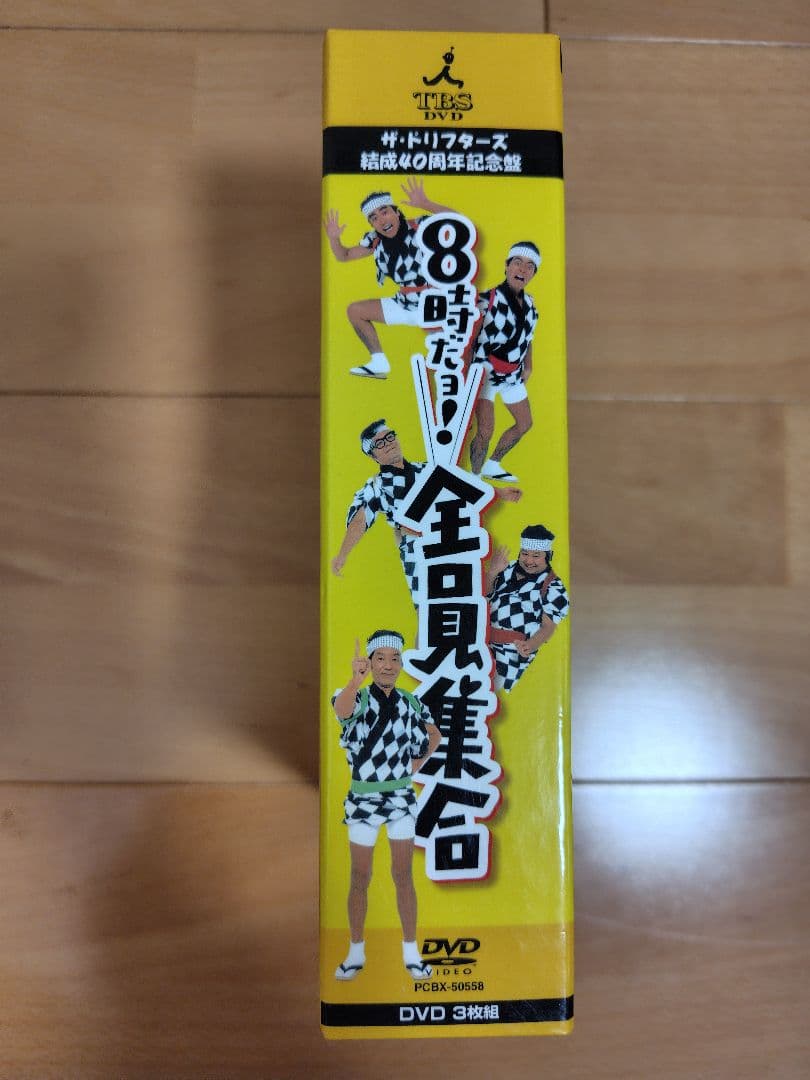 TBS
DVD
ザ・ドリフターズ
結成40周年記念盤
8時だョ!
全員集合
DVD
VIDEO
PCBX-50558
DVD 3枚組